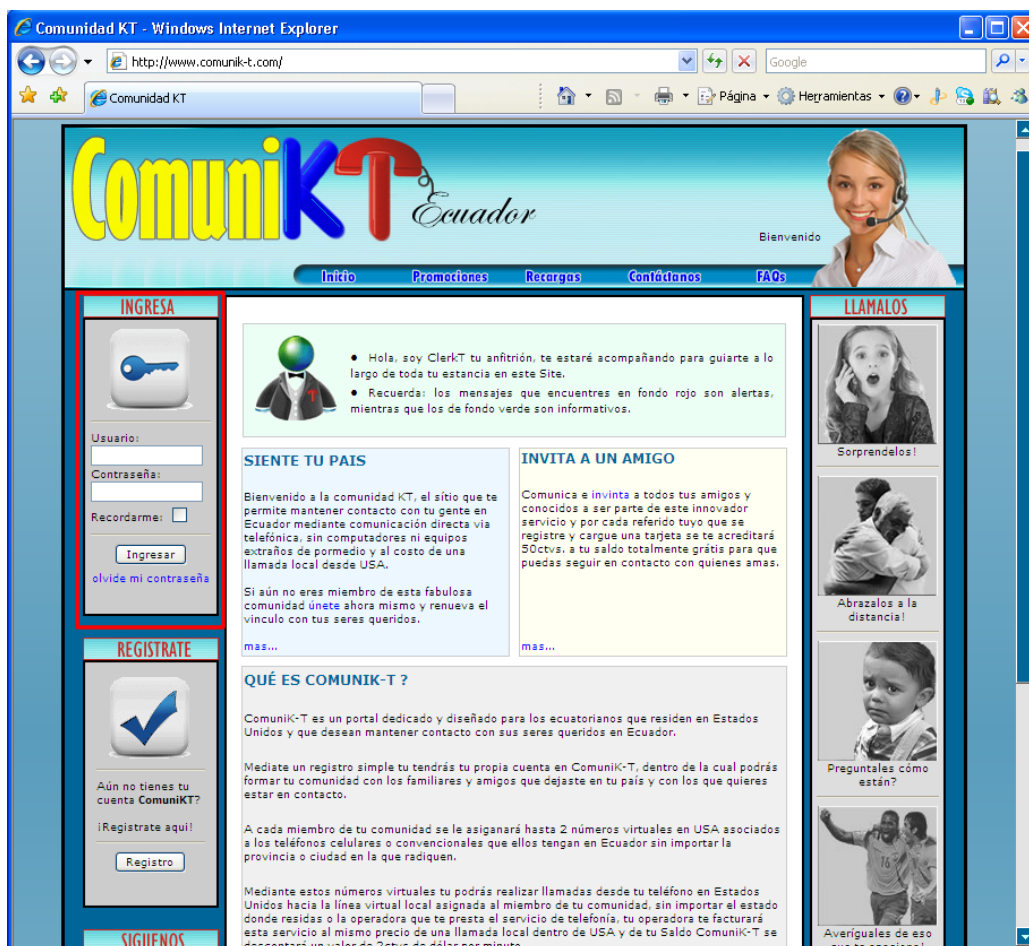 Comunidad KT - Windows Internet Explorer
http://www.comunik-t.com/
Google
Comunidad KT
Página
Herramientas
ComuniKT
Ecuador
Bienvenido
Inicio
Promociones
Recargas
Contáctanos
FAQs
INGRESA
Usuario:
Contraseña:
Recordarme:
Ingresar
olvide mi contraseña
REGISTRATE
Aún no tienes tu
cuenta ComuniKT?
¡Registrate aqui!
Registro
SIGUENOS
• Hola, soy ClerkT tu anfitrión, te estaré acompañando para guiarte a lo
largo de toda tu estancia en este Site.
• Recuerda: los mensajes que encuentres en fondo rojo son alertas,
mientras que los de fondo verde son informativos.
SIENTE TU PAIS
Bienvenido a la comunidad KT, el sítio que te
permite mantener contacto con tu gente en
Ecuador mediante comunicación directa via
telefónica, sin computadores ni equipos
extraños de pormedio y al costo de una
llamada local desde USA.
Si aún no eres miembro de esta fabulosa
comunidad únete ahora mismo y renueva el
vinculo con tus seres queridos.
mas...
INVITA A UN AMIGO
Comunica e invinta a todos tus amigos y
conocidos a ser parte de este innovador
servicio y por cada referido tuyo que se
registre y cargue una tarjeta se te acreditará
50ctvs. a tu saldo totalmente grátis para que
puedas seguir en contacto con quienes amas.
mas...
QUÉ ES COMUNIK-T ?
ComuniK-T es un portal dedicado y diseñado para los ecuatorianos que residen en Estados
Unidos y que desean mantener contacto con sus seres queridos en Ecuador.
Mediate un registro simple tu tendrás tu propia cuenta en ComuniK-T, dentro de la cual podrás
formar tu comunidad con los familiares y amigos que dejaste en tu país y con los que quieres
estar en contacto.
A cada miembro de tu comunidad se le asiganará hasta 2 números virtuales en USA asociados
a los teléfonos celulares o convencionales que ellos tengan en Ecuador sin importar la
provincia o ciudad en la que radiquen.
Mediante estos números virtuales tu podrás realizar llamadas desde tu teléfono en Estados
Unidos hacia la línea virtual local asignada al miembro de tu comunidad, sin importar el estado
donde residas o la operadora que te presta el servicio de telefonía, tu operadora te facturará
esta servicio al mismo precio de una llamada local dentro de USA y de tu Saldo ComuniK-T se
descontará un valor de 2ctvs de dólar por minuto
LLAMALOS
Sorprendelos!
Abrazalos a la
distancia!
Preguntales cómo
están?
Averíguales de eso